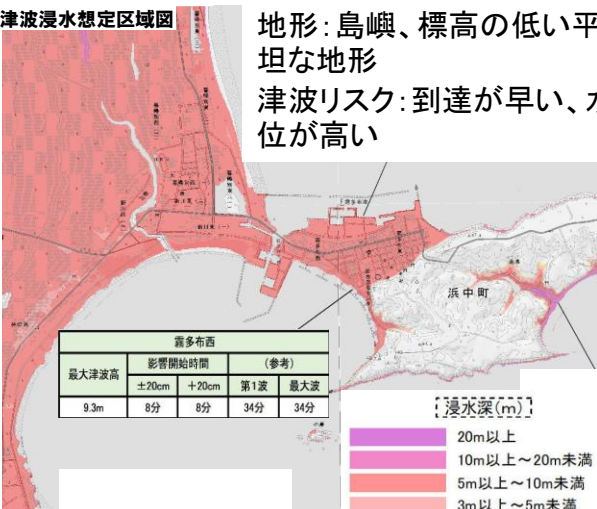 津波浸水想定区域図
地形：島嶼、標高の低い平
坦な地形
津波リスク：到達が早い、水
位が高い
浜中町
霧多布西
最大津波高
影響開始時間
（参考）
±20cm
+20cm
第1波
最大波
9.3m
8分
8分
34分
34分
浸水深(m)
20m以上
10m以上～20m未満
5m以上～10m未満
3m以上～5m未満